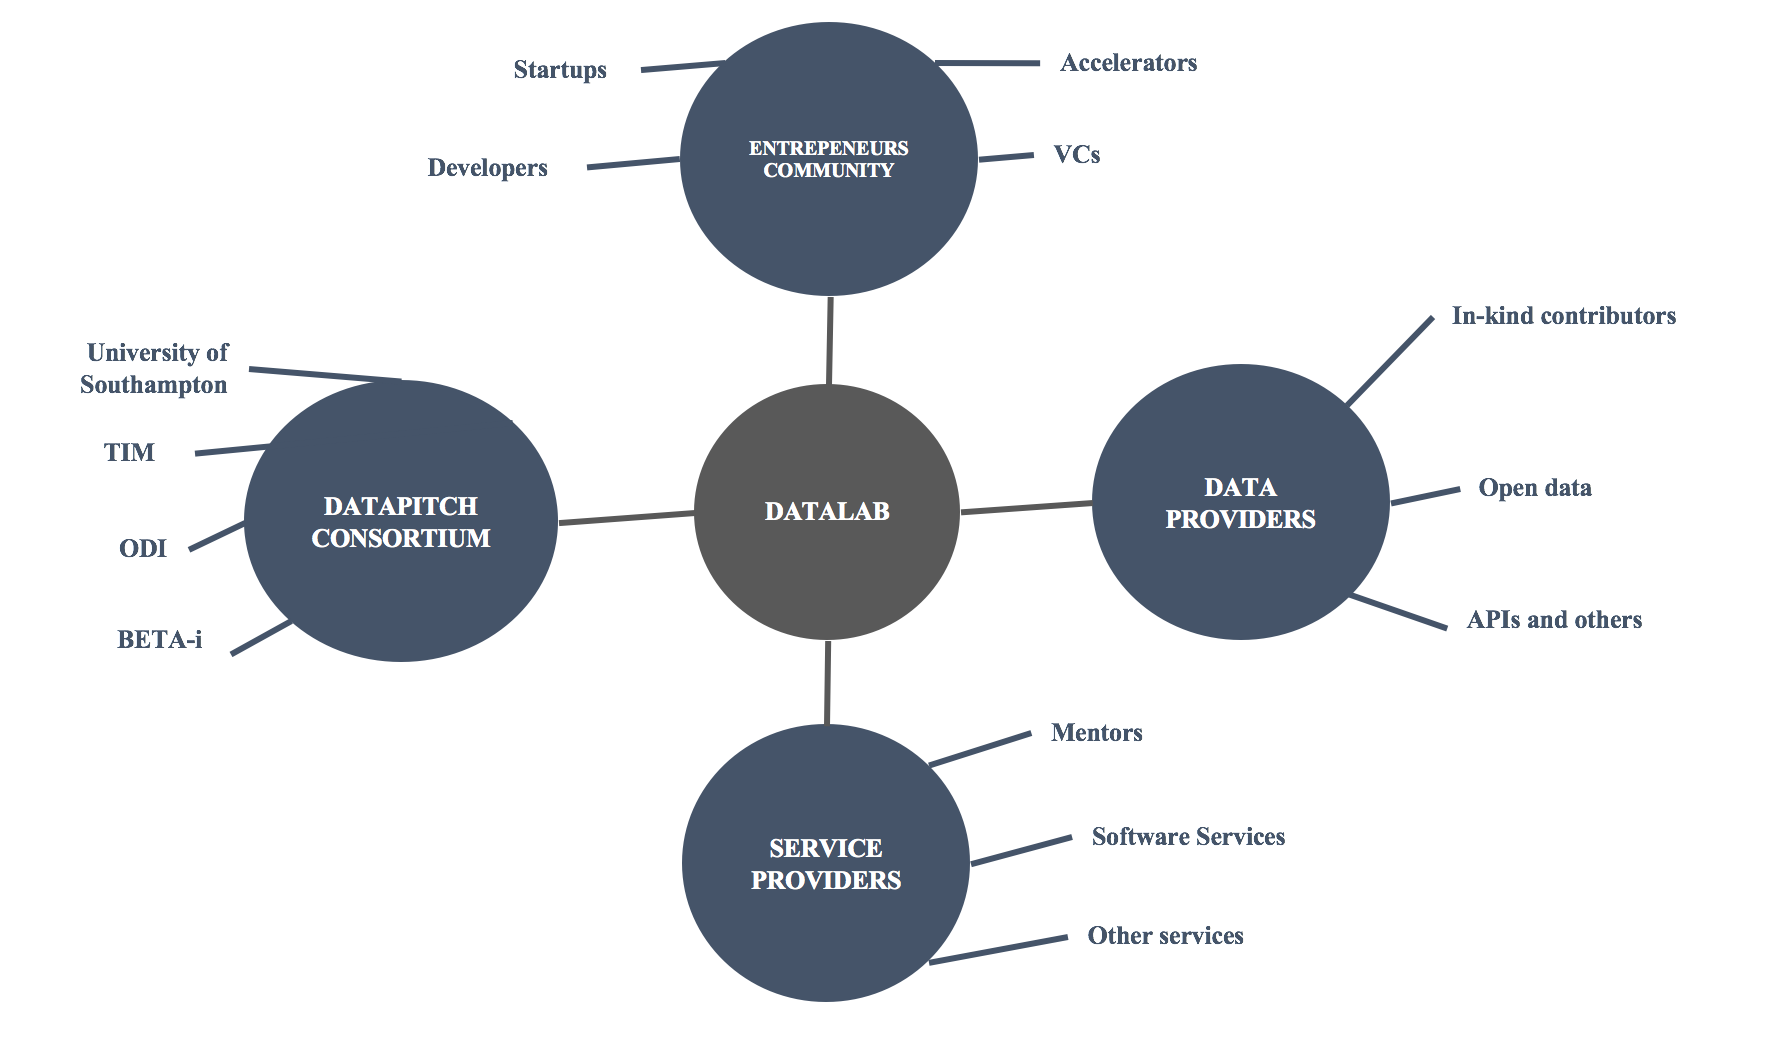 Startups
Accelerators
ENTREPENEURS
COMMUNITY
Developers
VCs
In-kind contributors
University of
Southampton
TIM
DATAPITCH
CONSORTIUM
ODI
BETA-i
DATALAB
DATA
PROVIDERS
Open data
APIs and others
Mentors
SERVICE
PROVIDERS
Software Services
Other services